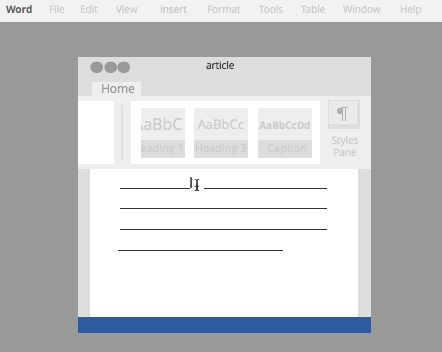 Word File Edit View Insert Format Tools Table Window Help
article
Home
AaBbC AaBbCc AaBbCcDd ¶
eading 1 Heading 2 Caption Styles
Pane